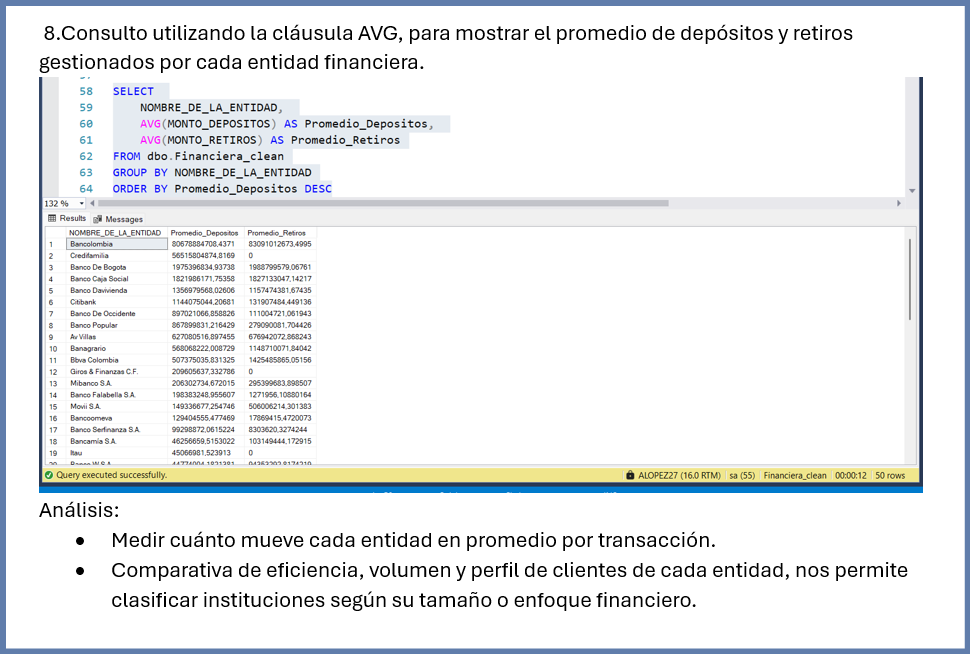 8.Consulto utilizando la cláusula AVG, para mostrar el promedio de depósitos y retiros
gestionados por cada entidad financiera.
58 SELECT
59 NOMBRE_DE_LA_ENTIDAD,
60 AVG(MONTO_DEPOSITOS) AS Promedio_Depositos,
61 AVG(MONTO_RETIROS) AS Promedio_Retiros
62 FROM dbo.Financiera_clean
63 GROUP BY NOMBRE_DE_LA_ENTIDAD
64 ORDER BY Promedio_Depositos DESC
132 %
Results Messages
NOMBRE_DE_LA_ENTIDAD Promedio_Depositos Promedio_Retiros
1 Bancolombia 80678884708,4371 83091012673,4995
2 Credifamilia 56515804874,8169 0
3 Banco De Bogota 1975396834,93738 1988799579,06761
4 Banco Caja Social 1821986171,75358 1827133047,14217
5 Banco Davivienda 1356979568,02606 1157474381,67435
6 Citibank 1144075044,20681 131907484,449136
7 Banco De Occidente 897021066,858826 111004721,061943
8 Banco Popular 867899831,216429 279090081,704426
9 Av Villas 627080516,897455 676942072,868243
10 Banagrario 568068222,008729 1148710071,84042
11 Bbva Colombia 507375035,831325 1425485865,05156
12 Giros & Finanzas C.F. 209605637,332786 0
13 Mibanco S.A. 206302734,672015 295399683,898507
14 Banco Falabella S.A. 198383248,955607 1271956,10880164
15 Movii S.A. 149336677,254746 506006214,301383
16 Bancoomeva 129404555,477469 17869415,4720073
17 Banco Serfinanza S.A. 99298872,0615224 8303620,3274244
18 Bancamía S.A. 46256659,5153022 103149444,172915
19 Itau 45066981,523913 0
Query executed successfully. ALOPEZ27 (16.0 RTM) sa (55) Financiera_clean 00:00:12 50 rows
Análisis:
● Medir cuánto mueve cada entidad en promedio por transacción.
● Comparativa de eficiencia, volumen y perfil de clientes de cada entidad, nos permite
clasificar instituciones según su tamaño o enfoque financiero.